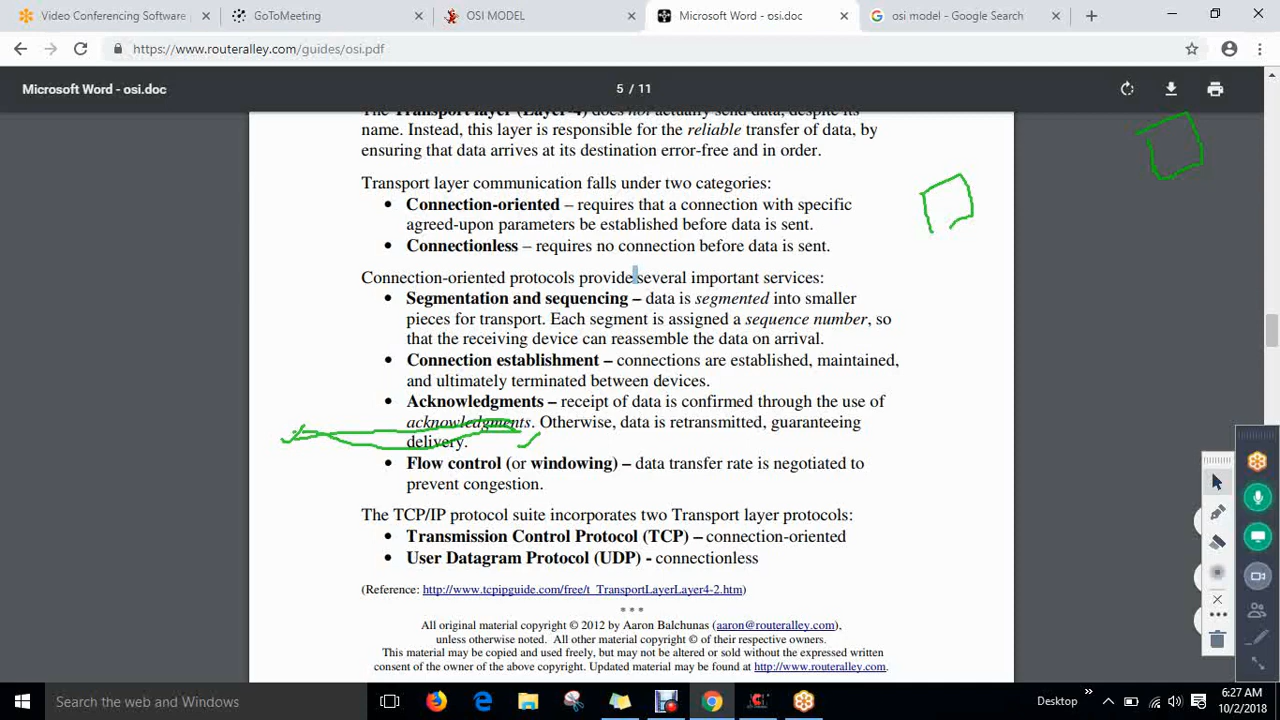 Video Conferencing Software
GoToMeeting
OSI MODEL
Microsoft Word - osi.doc
osi model - Google Search
https://www.routeralley.com/guides/osi.pdf
Microsoft Word - osi.doc
5 / 11
The Transport layer (Layer 4) does not actually send data, despite its
name. Instead, this layer is responsible for the reliable transfer of data, by
ensuring that data arrives at its destination error-free and in order.
Transport layer communication falls under two categories:
• Connection-oriented – requires that a connection with specific
agreed-upon parameters be established before data is sent.
• Connectionless – requires no connection before data is sent.
Connection-oriented protocols provide several important services:
• Segmentation and sequencing – data is segmented into smaller
pieces for transport. Each segment is assigned a sequence number, so
that the receiving device can reassemble the data on arrival.
• Connection establishment – connections are established, maintained,
and ultimately terminated between devices.
• Acknowledgments – receipt of data is confirmed through the use of
acknowledgments. Otherwise, data is retransmitted, guaranteeing
delivery.
• Flow control (or windowing) – data transfer rate is negotiated to
prevent congestion.
The TCP/IP protocol suite incorporates two Transport layer protocols:
• Transmission Control Protocol (TCP) – connection-oriented
• User Datagram Protocol (UDP) - connectionless
(Reference: http://www.tcpipguide.com/free/t_TransportLayerLayer4-2.htm)
* * *
All original material copyright © 2012 by Aaron Balchunas (aaron@routeralley.com),
unless otherwise noted. All other material copyright © of their respective owners.
This material may be copied and used freely, but may not be altered or sold without the expressed written
consent of the owner of the above copyright. Updated material may be found at http://www.routeralley.com.
Search the web and Windows
Desktop
6:27 AM
10/2/2018